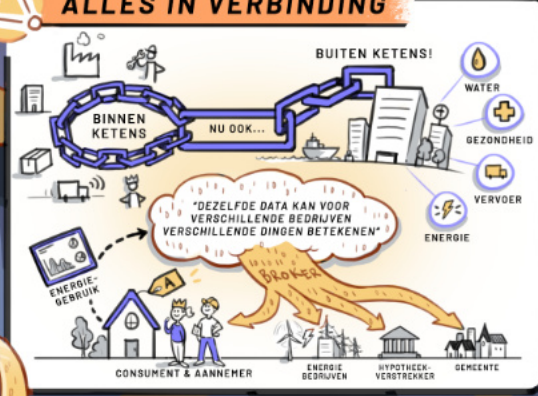 ALLES IN VERBINDING
BUITEN KETENS!
BINNEN
KETENS
NU OOK...
WATER
GEZONDHEID
VERVOER
ENERGIE
"DEZELFDE DATA KAN VOOR
VERSCHILLENDE BEDRIJVEN
VERSCHILLENDE DINGEN BETEKENEN"
BROKER
ENERGIE-
GEBRUIK
A
CONSUMENT & AANNEMER
ENERGIE
BEDRIJVEN
HYPOTHEEK-
VERSTREKKER
GEMEENTE